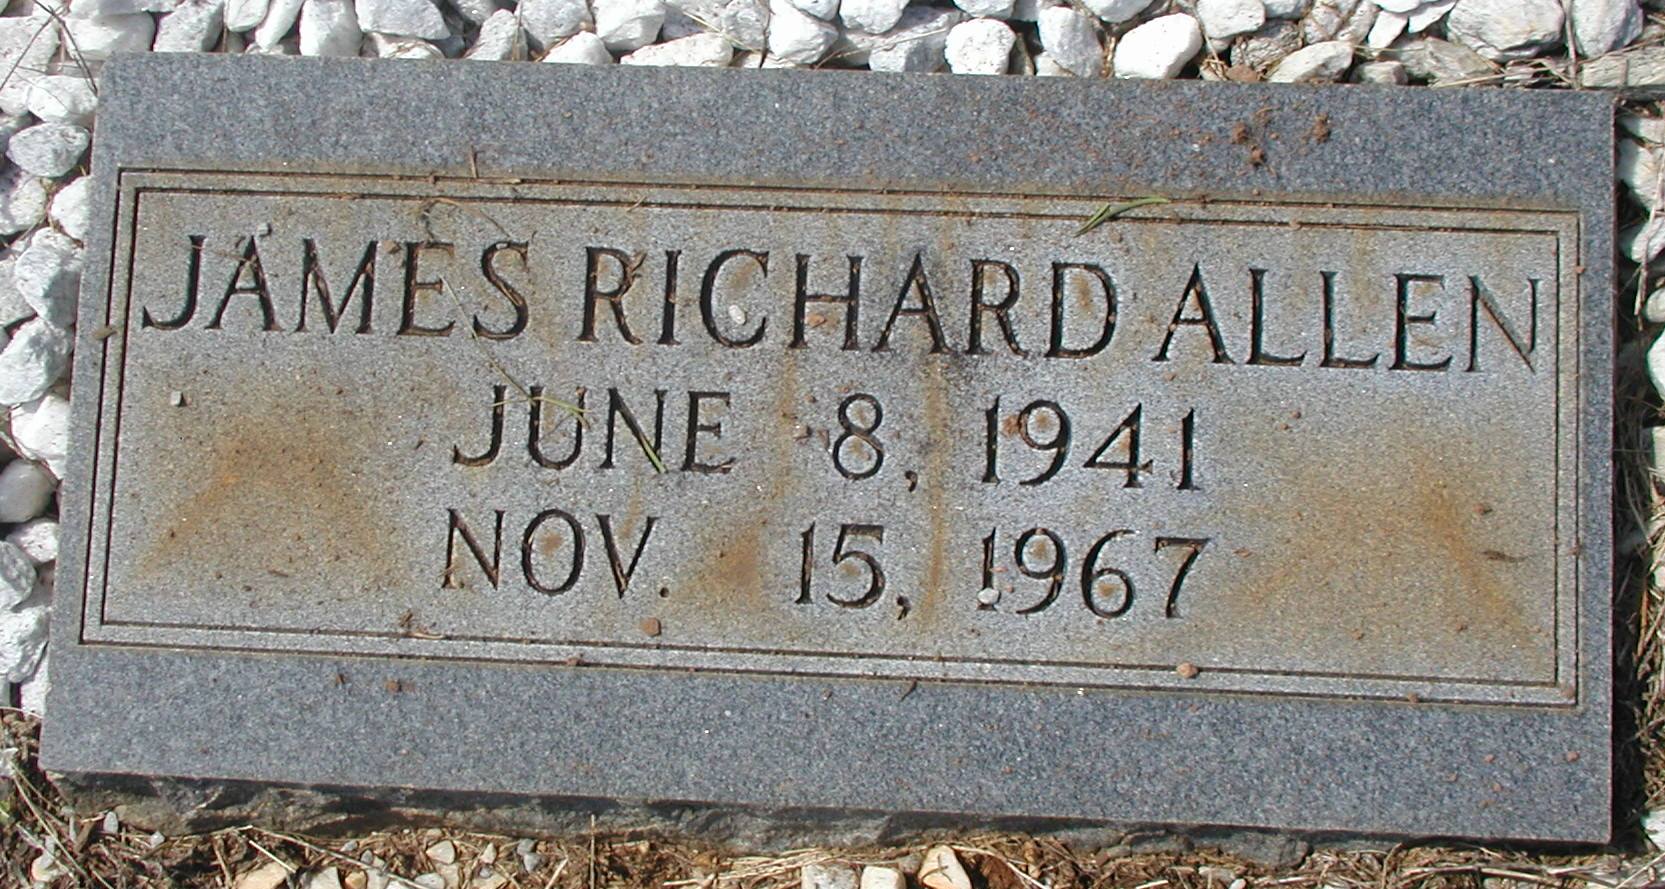 JAMES RICHARD ALLEN
JUNE 8, 1941
NOV. 15, 1967